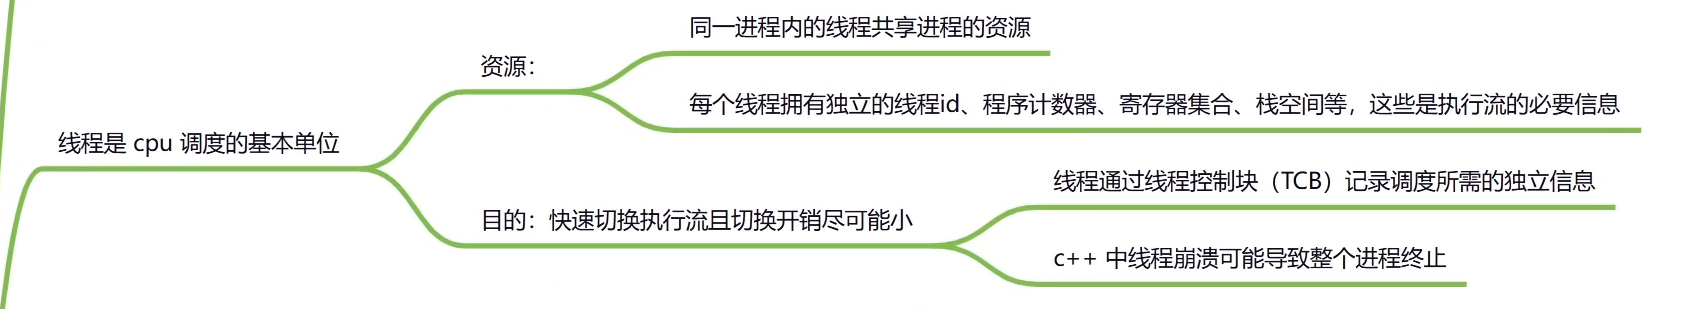 线程是 cpu 调度的基本单位
资源：
同一进程内的线程共享进程的资源
每个线程拥有独立的线程id、程序计数器、寄存器集合、栈空间等，这些是执行流的必要信息
目的：快速切换执行流且切换开销尽可能小
线程通过线程控制块（TCB）记录调度所需的独立信息
c++ 中线程崩溃可能导致整个进程终止